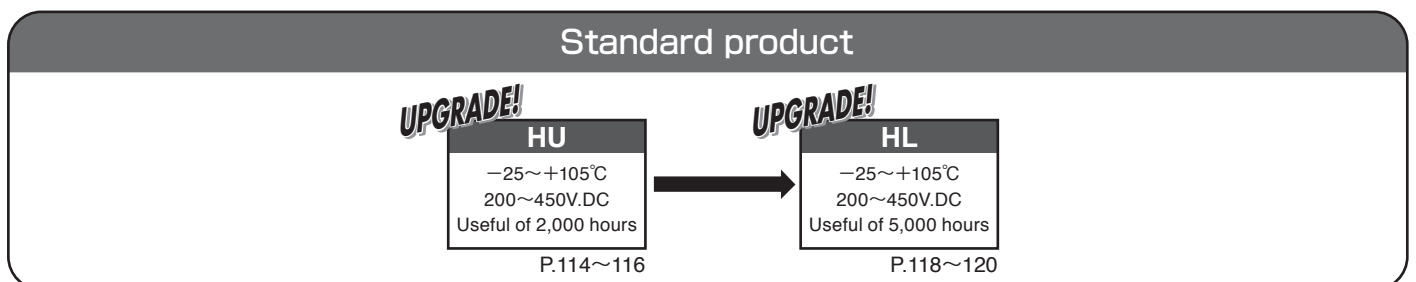 Standard product
UPGRADE!
HU
−25～+105℃
200～450V.DC
Useful of 2,000 hours
P.114～116
UPGRADE!
HL
−25～+105℃
200～450V.DC
Useful of 5,000 hours
P.118～120